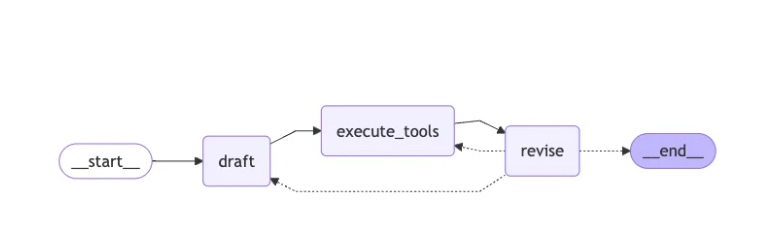 __start__
draft
execute_tools
revise
__end__